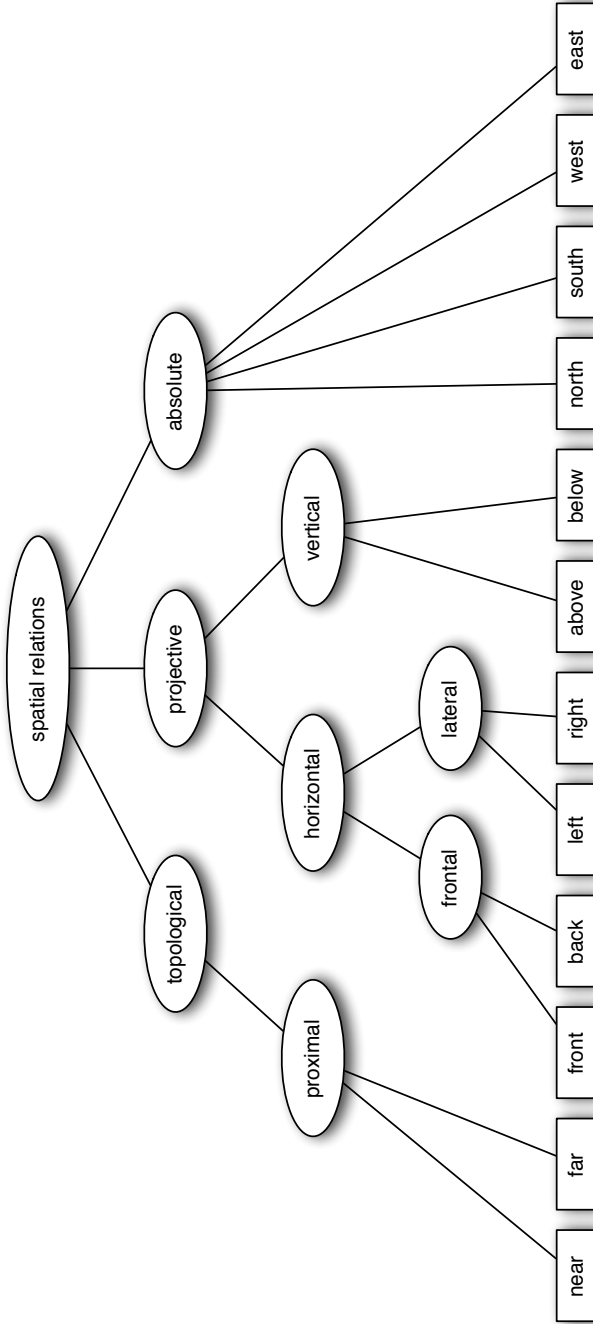 spatial relations
topological
projective
absolute
proximal
horizontal
vertical
frontal
lateral
near
far
front
back
left
right
above
below
north
south
west
east